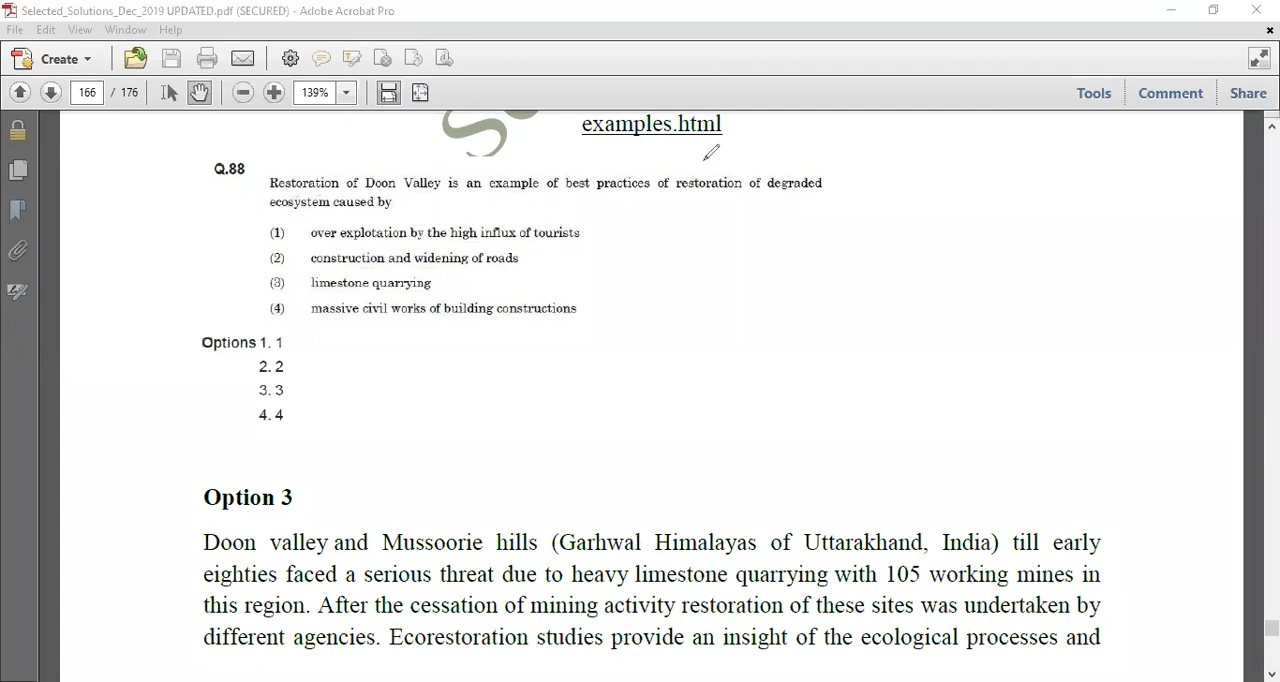 Selected_Solutions_Dec_2019 UPDATED.pdf (SECURED) - Adobe Acrobat Pro
File Edit View Window Help
Create
166 / 176 139% Tools Comment Share
examples.html
Q.88
Restoration of Doon Valley is an example of best practices of restoration of degraded
ecosystem caused by
(1) over explotation by the high influx of tourists
(2) construction and widening of roads
(3) limestone quarrying
(4) massive civil works of building constructions
Options 1. 1
2. 2
3. 3
4. 4
Option 3
Doon valley and Mussoorie hills (Garhwal Himalayas of Uttarakhand, India) till early
eighties faced a serious threat due to heavy limestone quarrying with 105 working mines in
this region. After the cessation of mining activity restoration of these sites was undertaken by
different agencies. Ecorestoration studies provide an insight of the ecological processes and